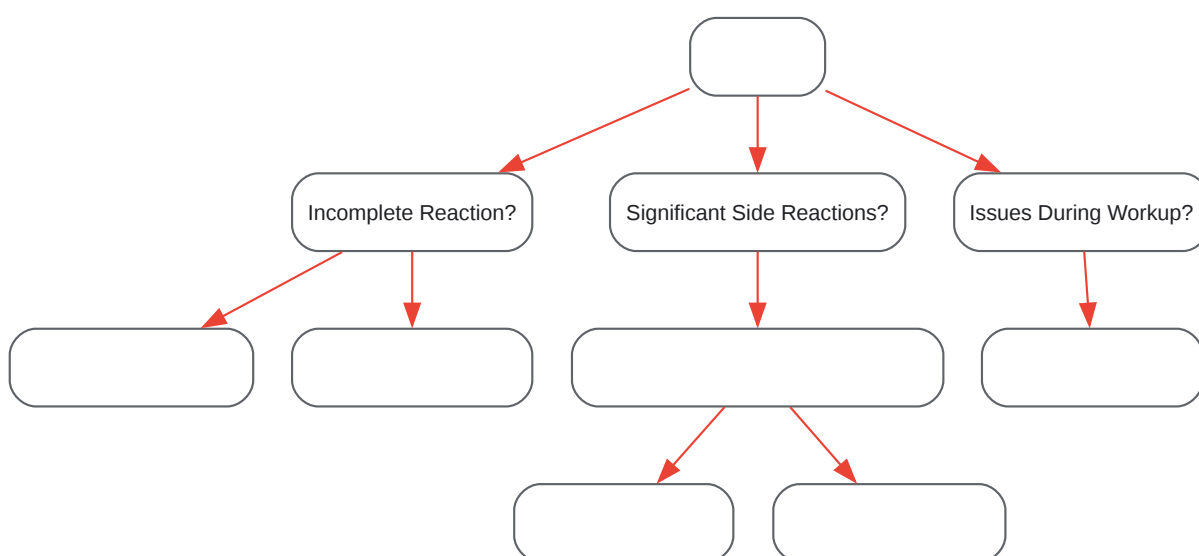 Incomplete Reaction?
Significant Side Reactions?
Issues During Workup?